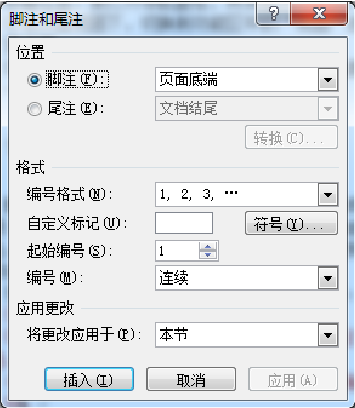 脚注和尾注
位置
脚注(F): 页面底端
尾注(E): 文档结尾
转换(C)...
格式
编号格式(N): 1, 2, 3, …
自定义标记(U): 符号(Y)...
起始编号(S): 1
编号(M): 连续
应用更改
将更改应用于(P): 本节
插入(I) 取消 应用(A)